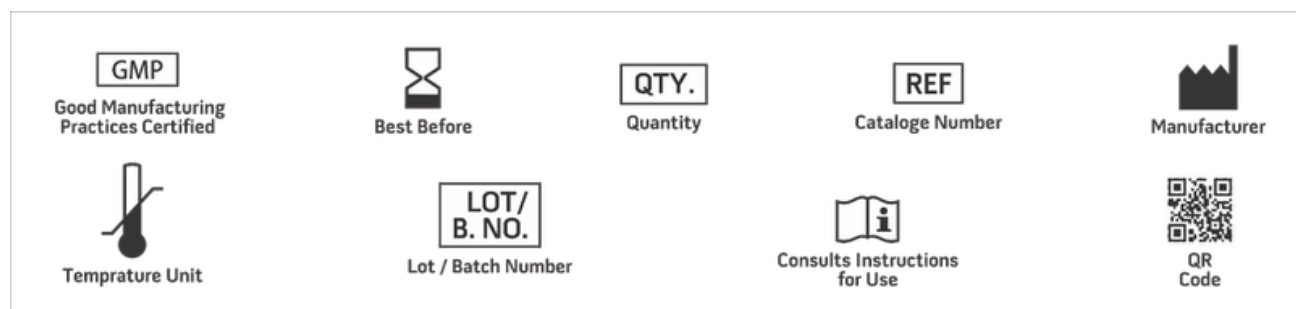 GMP
Good Manufacturing
Practices Certified
Best Before
QTY.
Quantity
REF
Cataloge Number
Manufacturer
Temprature Unit
LOT/
B. NO.
Lot / Batch Number
i
Consults Instructions
for Use
QR
Code